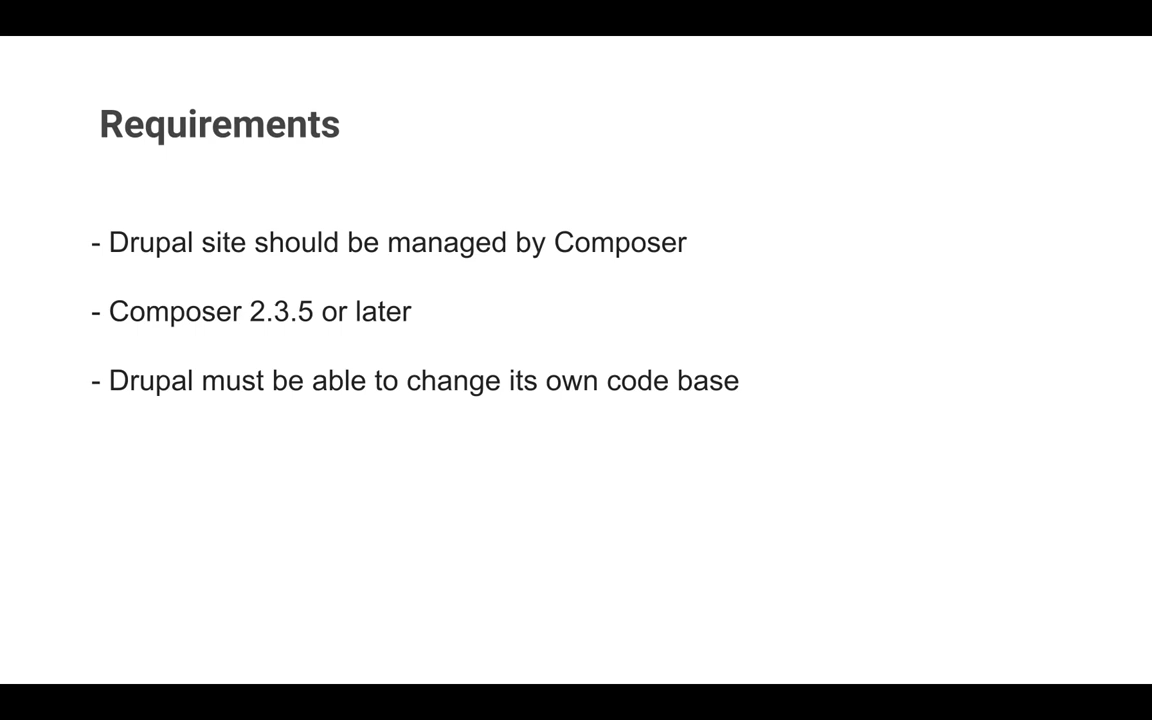 Requirements
- Drupal site should be managed by Composer
- Composer 2.3.5 or later
- Drupal must be able to change its own code base